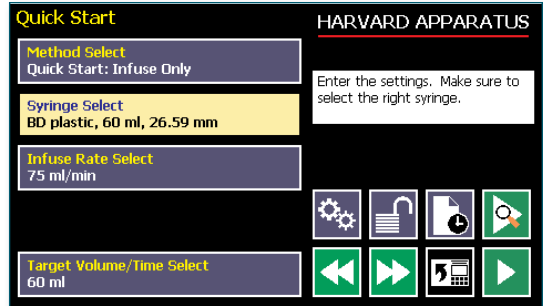 Quick Start
Method Select
Quick Start: Infuse Only
Syringe Select
BD plastic, 60 ml, 26.59 mm
Infuse Rate Select
75 ml/min
Target Volume/Time Select
60 ml
HARVARD APPARATUS
Enter the settings. Make sure to
select the right syringe.